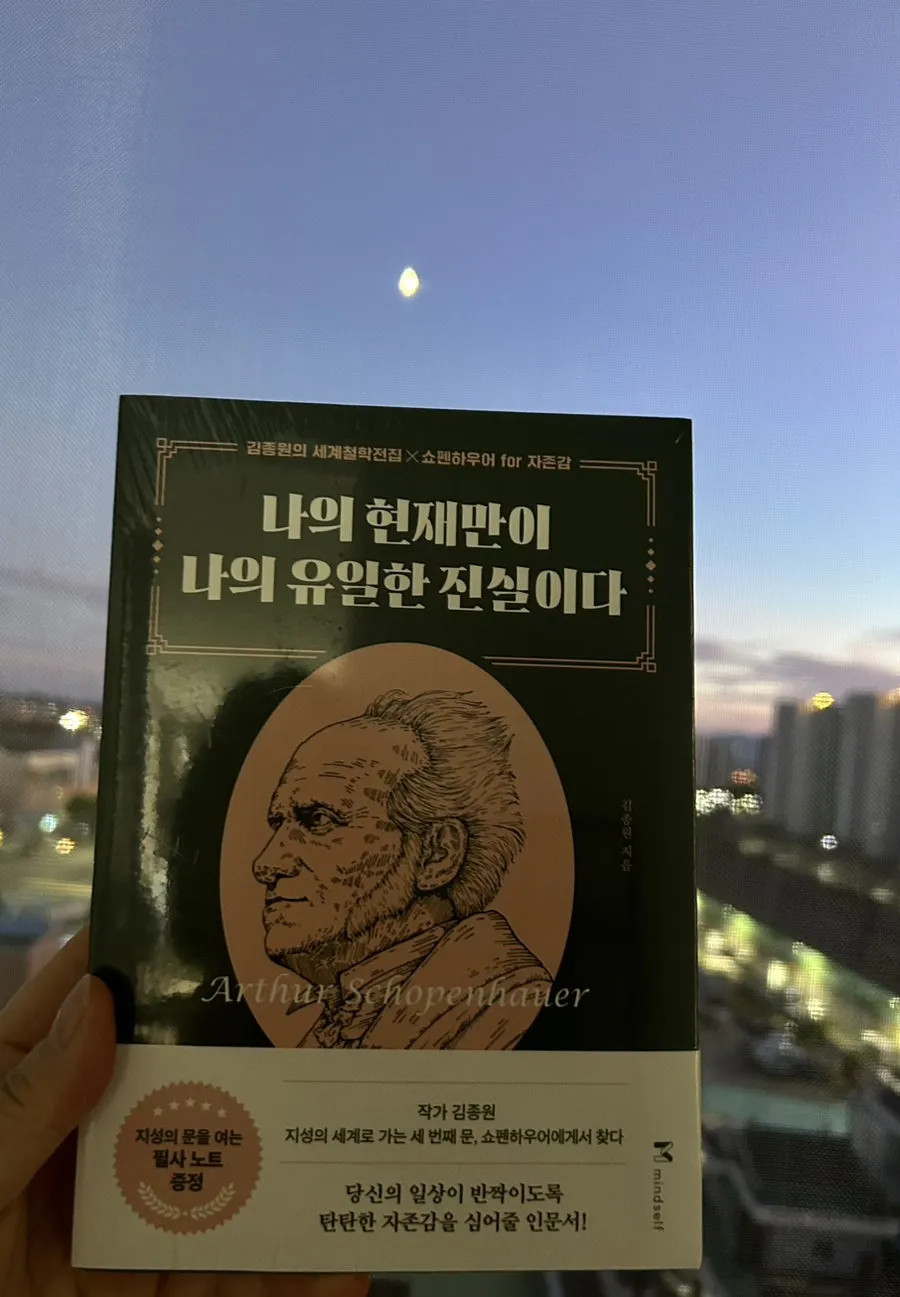 김종원의 세계철학전집×쇼펜하우어 for 자존감
나의 현재만이
나의 유일한 진실이다
김종원 지음
Arthur Schopenhauer
지성의 문을 여는
필사 노트
증정
작가 김종원
지성의 세계로 가는 세 번째 문, 쇼펜하우어에게서 찾다
당신의 일상이 반짝이도록
탄탄한 자존감을 심어줄 인문서!
mindself